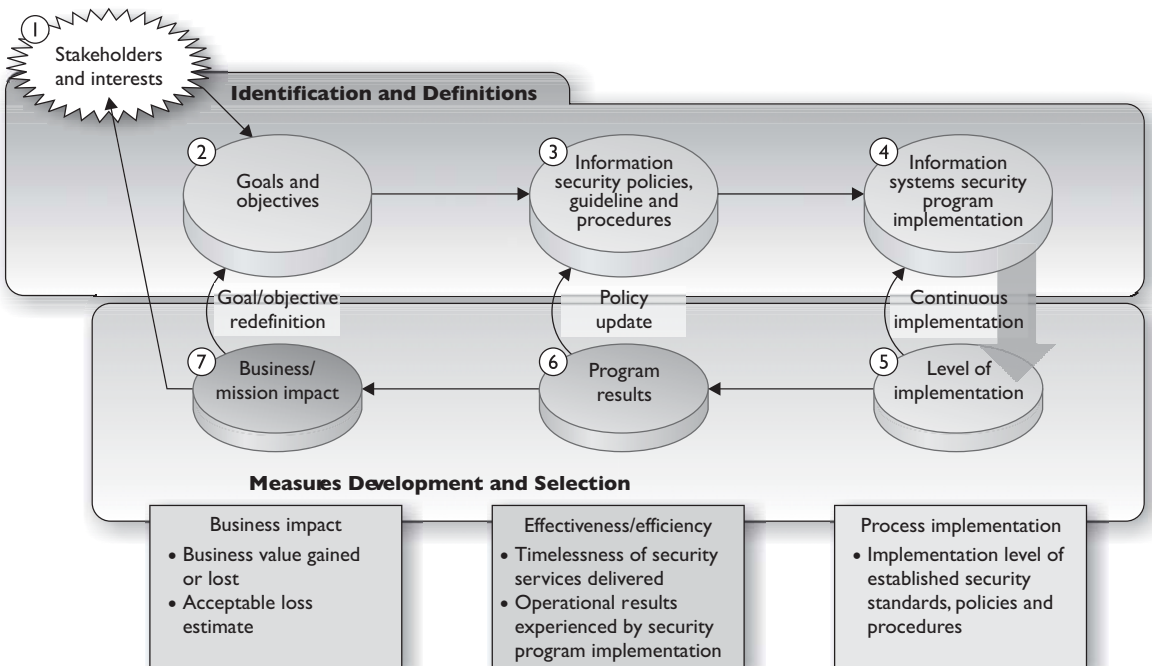 1
Stakeholders
and interests
Identification and Definitions
2
Goals and
objectives
3
Information
security policies,
guideline and
procedures
4
Information
systems security
program
implementation
Goal/objective
redefinition
Policy
update
Continuous
implementation
7
Business/
mission impact
6
Program
results
5
Level of
implementation
Measures Development and Selection
Business impact
• Business value gained
or lost
• Acceptable loss
estimate
Effectiveness/efficiency
• Timelessness of security
services delivered
• Operational results
experienced by security
program implementation
Process implementation
• Implementation level of
established security
standards, policies and
procedures